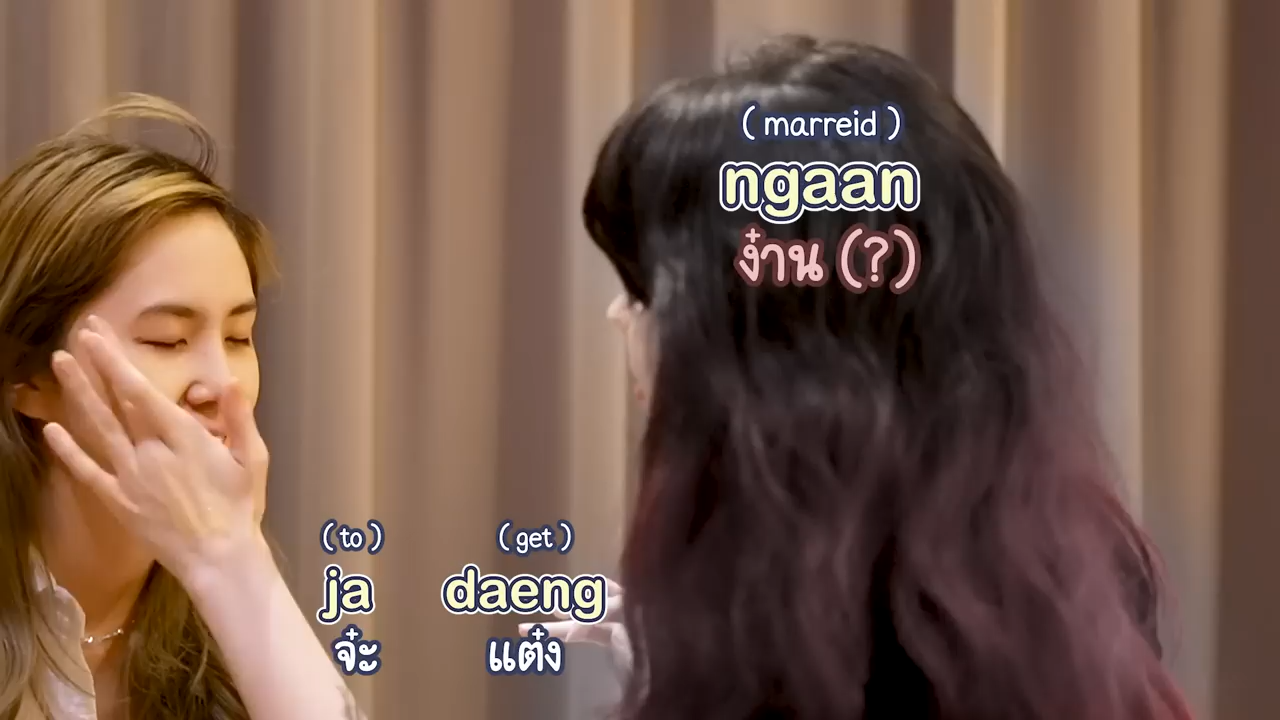 ( marreid )
ngaan
ง๋าน (?)
( to ) ( get )
ja daeng
จ๋ะ แต๋ง